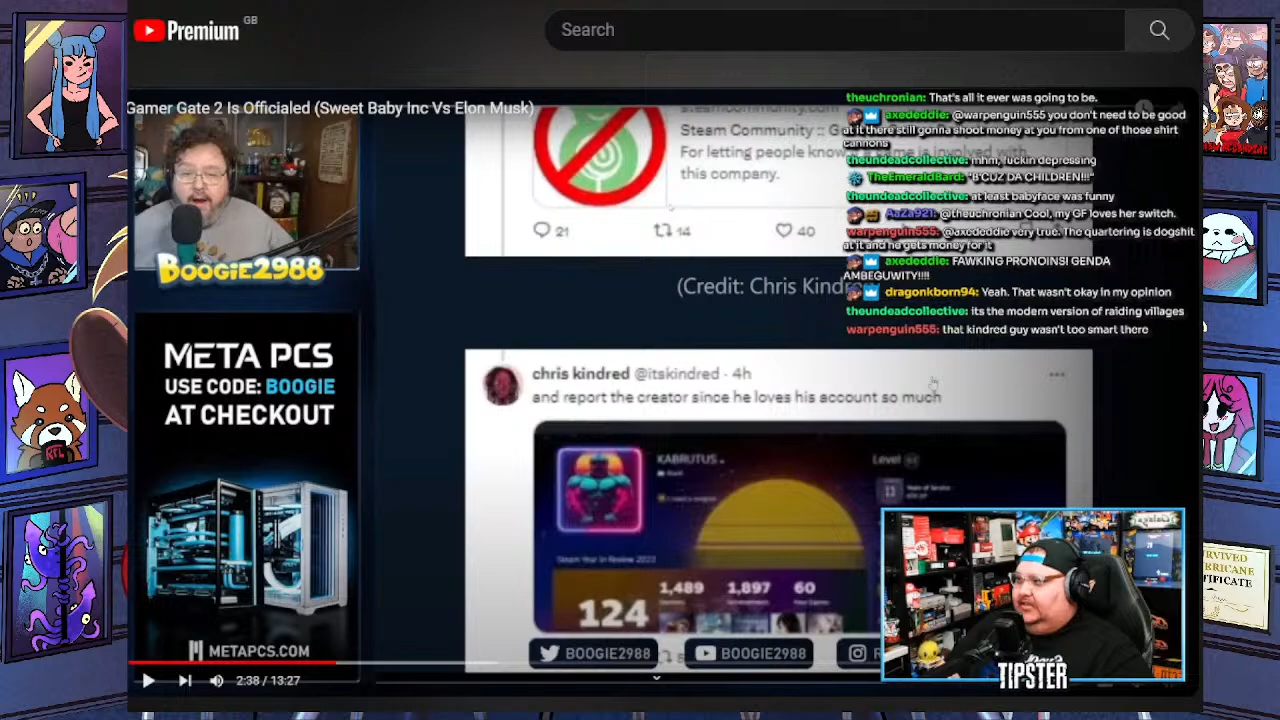 Premium GB
Search
Gamer Gate 2 Is Officialed (Sweet Baby Inc Vs Elon Musk)
BOOGIE2988
META PCS
USE CODE: BOOGIE
AT CHECKOUT
METAPCS.COM
2:38 / 13:27
Steam Community ::
For letting people know
is involved with
this company.
21
14
40
(Credit: Chris
chris kindred @itskindred · 4h
and report the creator since he loves his account so much
KABRUTUS
Level
Steam Year In Review 2023
1,489 1,897 60
124
BOOGIE2988
BOOGIE2988
theuchronian: That's all it ever was going to be.
axededdie: @warpenguin555 you don't need to be good
at it there still gonna shoot money at you from one of those shirt
cannons
theundeadcollective: mhm, fuckin depressing
TheEmeraldBard: "B'CUZ DA CHILDREN!!!"
theundeadcollective: at least babyface was funny
AaZa921: @theuchronian Cool, my GF loves her switch.
warpenguin555: @axededdie very true. The quartering is dogshit
at it and he gets money for it
axededdie: FAWKING PRONOINS! GENDA
AMBEGUWITY!!!!
dragonkborn94: Yeah. That wasn't okay in my opinion
theundeadcollective: its the modern version of raiding villages
warpenguin555: that kindred guy wasn't too smart there
TIPSTER